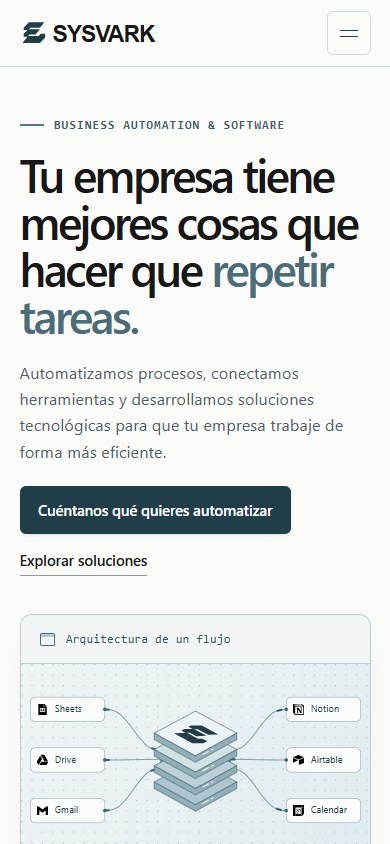 SYSVARK
BUSINESS AUTOMATION & SOFTWARE
Tu empresa tiene
mejores cosas que
hacer que repetir
tareas.
Automatizamos procesos, conectamos
herramientas y desarrollamos soluciones
tecnológicas para que tu empresa trabaje de
forma más eficiente.
Cuéntanos qué quieres automatizar
Explorar soluciones
Arquitectura de un flujo
Sheets
Notion
Drive
Airtable
Gmail
Calendar